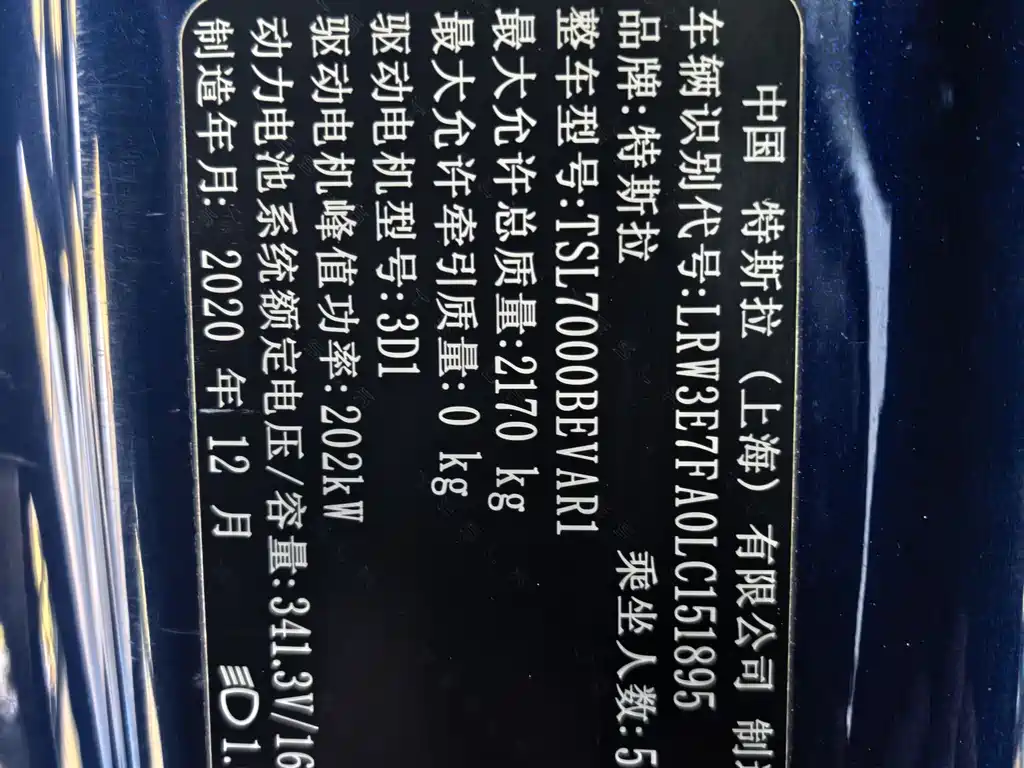 中国 特斯拉（上海）有限公司 制
车辆识别代号:LRW3E7FA0LC151895
品牌:特斯拉 乘坐人数:5
整车型号:TSL7000BEVAR1
最大允许总质量:2170 kg
最大允许牵引质量:0 kg
驱动电机型号:3D1
驱动电机峰值功率:202kW
动力电池系统额定电压/容量:341.3V/16
制造年月: 2020 年 12 月 1.